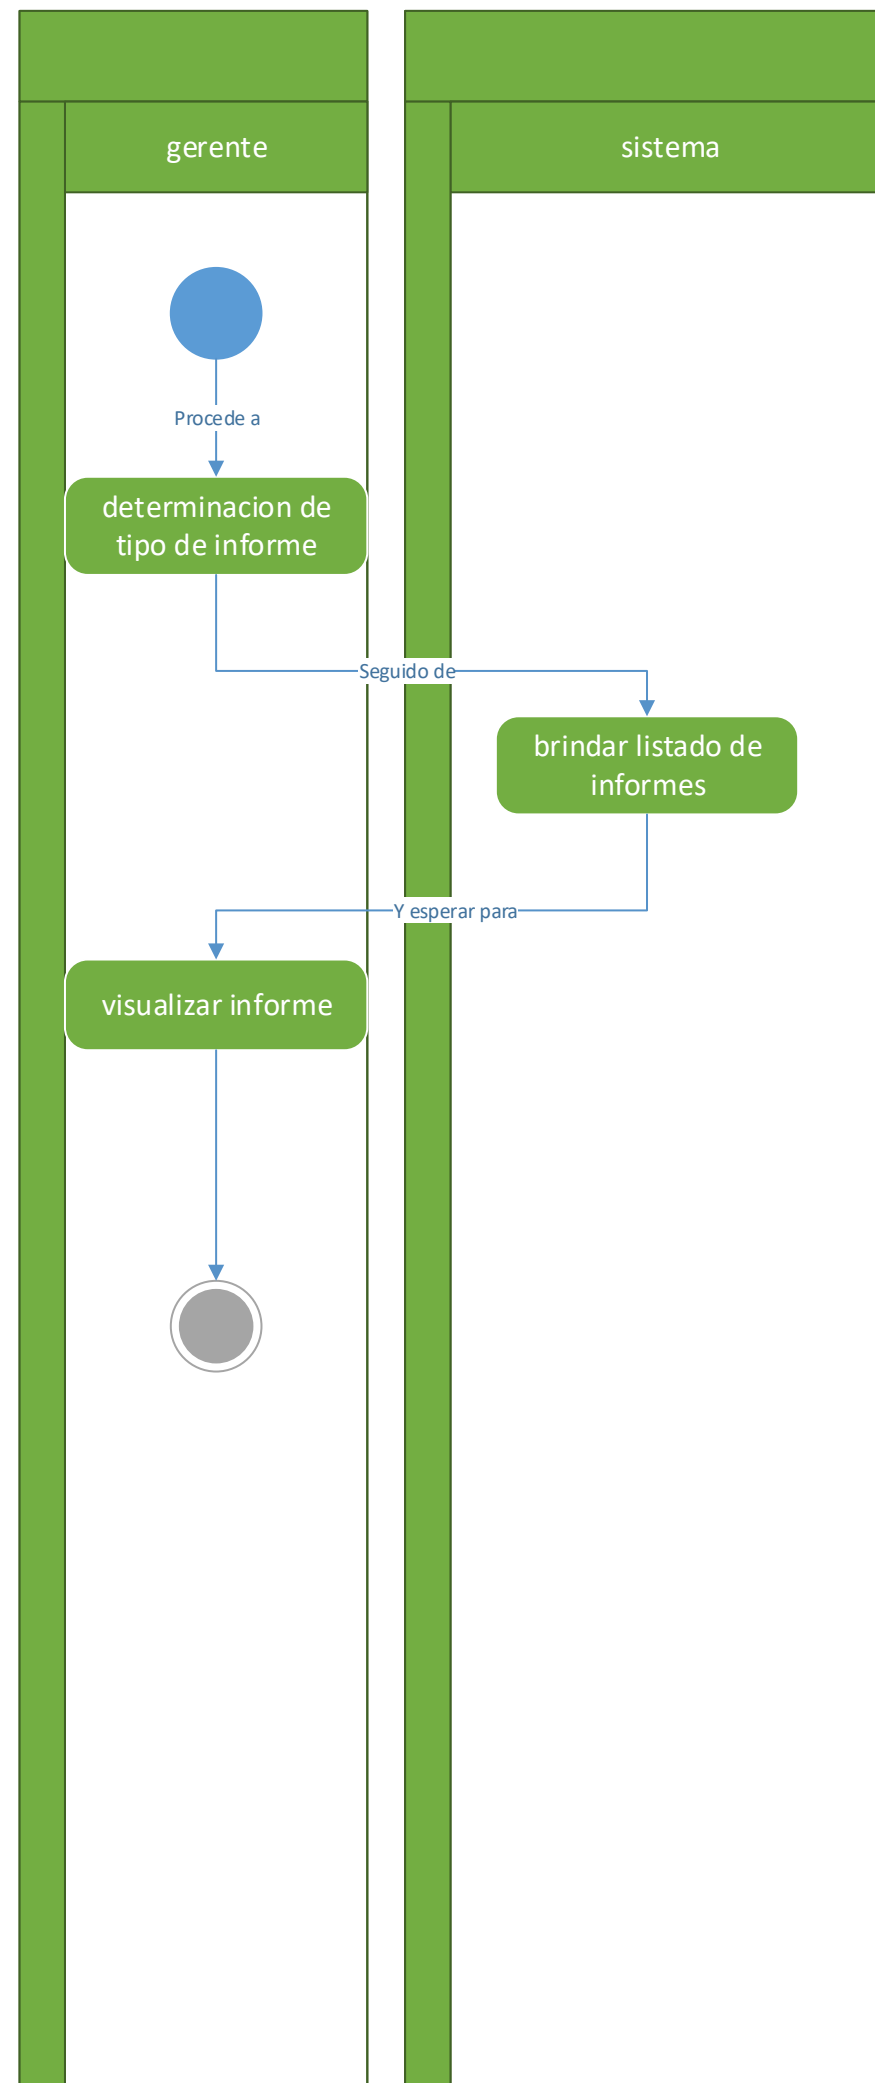 gerente
sistema
Procede a
determinacion de
tipo de informe
Seguido de
brindar listado de
informes
Y esperar para
visualizar informe